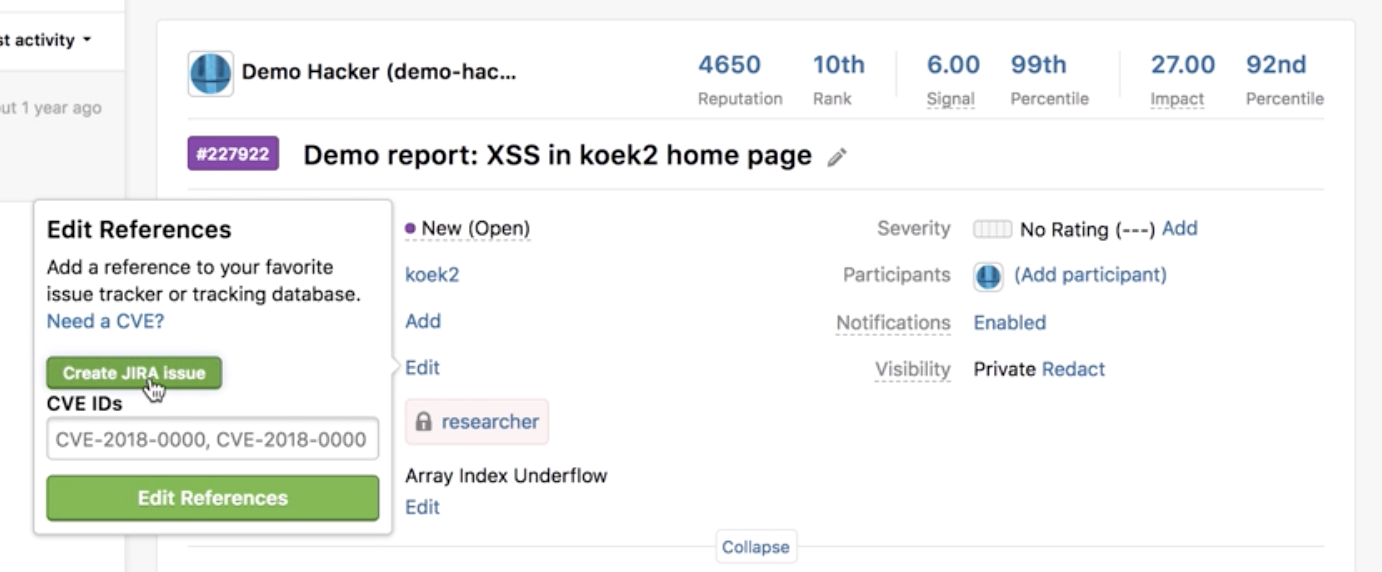 st activity
out 1 year ago
Demo Hacker (demo-hac...
4650 10th 6.00 99th 27.00 92nd
Reputation Rank Signal Percentile Impact Percentile
#227922 Demo report: XSS in koek2 home page
Edit References
Add a reference to your favorite
issue tracker or tracking database.
Need a CVE?
Create JIRA issue
CVE IDs
CVE-2018-0000, CVE-2018-0000
Edit References
New (Open)
koek2
Add
Edit
researcher
Array Index Underflow
Edit
Severity No Rating (---) Add
Participants (Add participant)
Notifications Enabled
Visibility Private Redact
Collapse